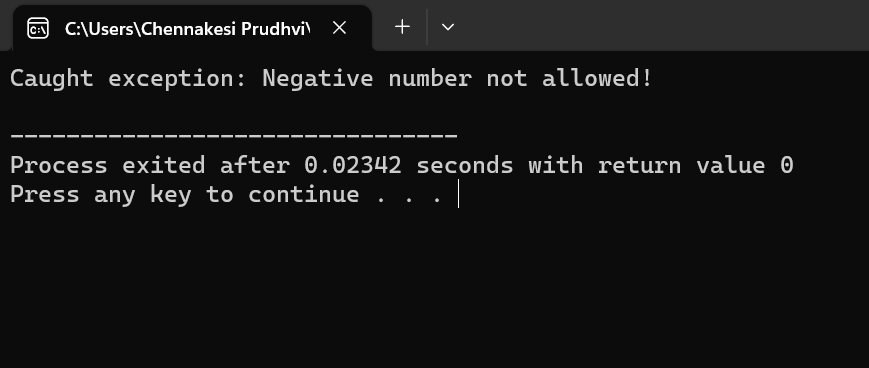 C:\Users\Chennakesi Prudhvi\
Caught exception: Negative number not allowed!
--------------------------------
Process exited after 0.02342 seconds with return value 0
Press any key to continue . . .